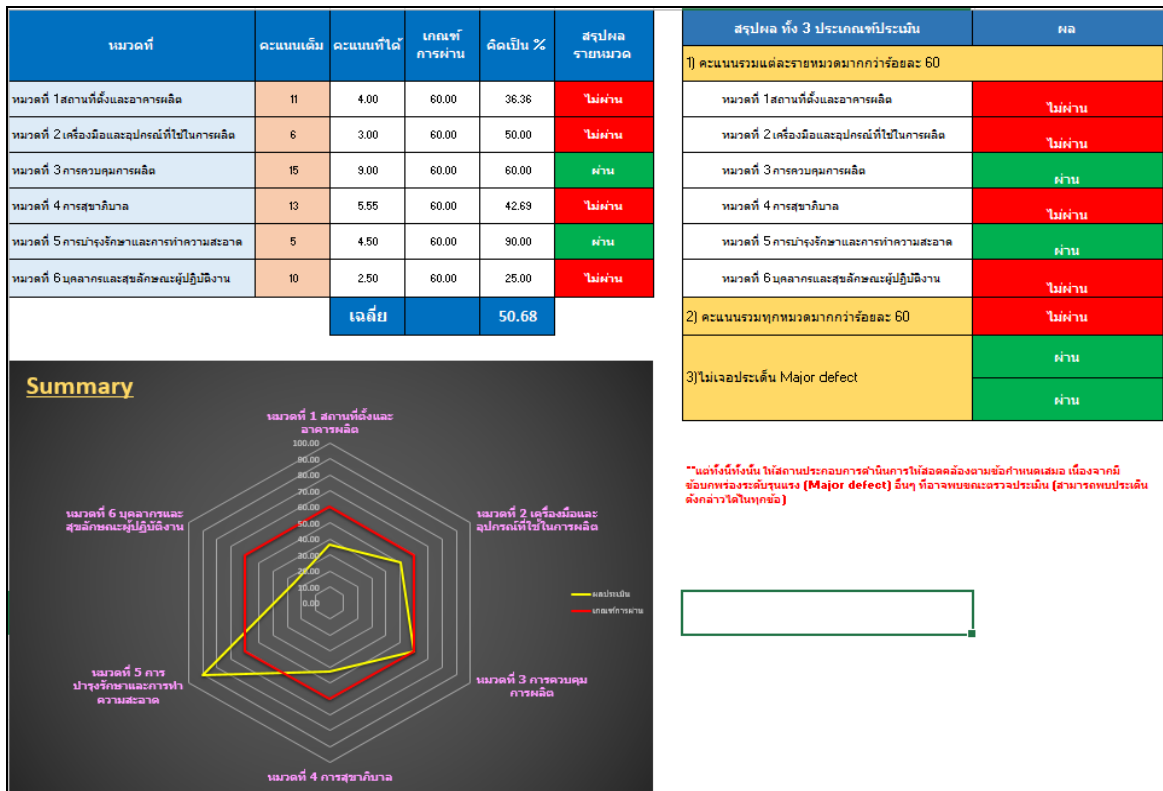 หมวดที่ คะแนนเต็ม คะแนนที่ได้ เกณฑ์การผ่าน คิดเป็น % สรุปผลรายหมวด
หมวดที่ 1สถานที่ตั้งและอาคารผลิต 11 4.00 60.00 36.36 ไม่ผ่าน
หมวดที่ 2 เครื่องมือและอุปกรณ์ที่ใช้ในการผลิต 6 3.00 60.00 50.00 ไม่ผ่าน
หมวดที่ 3 การควบคุมการผลิต 15 9.00 60.00 60.00 ผ่าน
หมวดที่ 4 การสุขาภิบาล 13 5.55 60.00 42.69 ไม่ผ่าน
หมวดที่ 5 การบำรุงรักษาและการทำความสะอาด 5 4.50 60.00 90.00 ผ่าน
หมวดที่ 6 บุคลากรและสุขลักษณะผู้ปฏิบัติงาน 10 2.50 60.00 25.00 ไม่ผ่าน
เฉลี่ย 50.68
สรุปผล ทั้ง 3 ประเกณฑ์ประเมิน ผล
1) คะแนนรวมแต่ละรายหมวดมากกว่าร้อยละ 60
หมวดที่ 1สถานที่ตั้งและอาคารผลิต ไม่ผ่าน
หมวดที่ 2 เครื่องมือและอุปกรณ์ที่ใช้ในการผลิต ไม่ผ่าน
หมวดที่ 3 การควบคุมการผลิต ผ่าน
หมวดที่ 4 การสุขาภิบาล ไม่ผ่าน
หมวดที่ 5 การบำรุงรักษาและการทำความสะอาด ผ่าน
หมวดที่ 6 บุคลากรและสุขลักษณะผู้ปฏิบัติงาน ไม่ผ่าน
2) คะแนนรวมทุกหมวดมากกว่าร้อยละ 60 ไม่ผ่าน
3)ไม่เจอประเด็น Major defect ผ่าน
ผ่าน
**แต่ทั้งนี้ทั้งนั้น ให้สถานประกอบการดำเนินการให้สอดคล้องตามข้อกำหนดเสมอ เนื่องจากมี
ข้อบกพร่องระดับรุนแรง (Major defect) อื่นๆ ที่อาจพบขณะตรวจประเมิน (สามารถพบประเด็น
ดังกล่าวได้ในทุกข้อ)
Summary
หมวดที่ 1 สถานที่ตั้งและ
อาคารผลิต
100.00
90.00
80.00
70.00
60.00
50.00
40.00
30.00
20.00
10.00
0.00
หมวดที่ 2 เครื่องมือและ
อุปกรณ์ที่ใช้ในการผลิต
หมวดที่ 3 การควบคุม
การผลิต
หมวดที่ 4 การสุขาภิบาล
หมวดที่ 5 การ
บำรุงรักษาและการทำ
ความสะอาด
หมวดที่ 6 บุคลากรและ
สุขลักษณะผู้ปฏิบัติงาน
ผลประเมิน
เกณฑ์การผ่าน